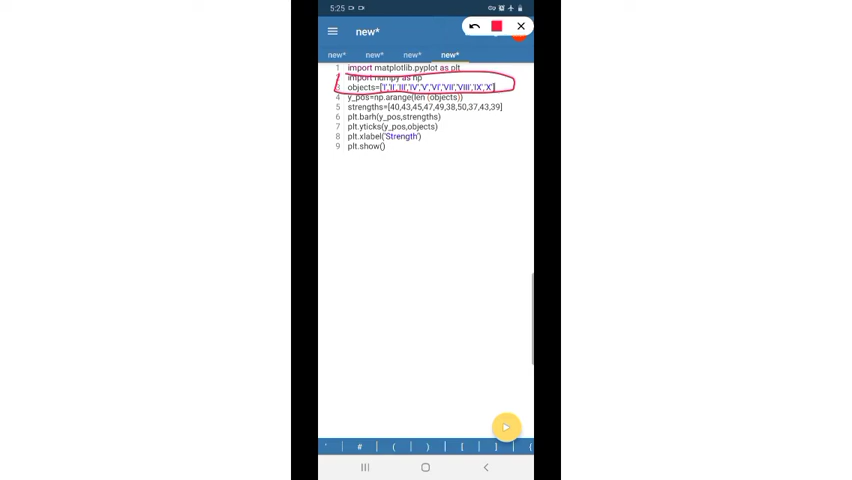 5:25
new*
new* new* new* new*
1 import matplotlib.pyplot as plt
import numpy as np
3 objects=['I','II','III','IV','V','VI','VII','VIII','IX','X']
4 y_pos=np.arange(len (objects))
5 strengths=[40,43,45,47,49,38,50,37,43,39]
6 plt.barh(y_pos,strengths)
7 plt.yticks(y_pos,objects)
8 plt.xlabel('Strength')
9 plt.show()
# ( ) [ ] {